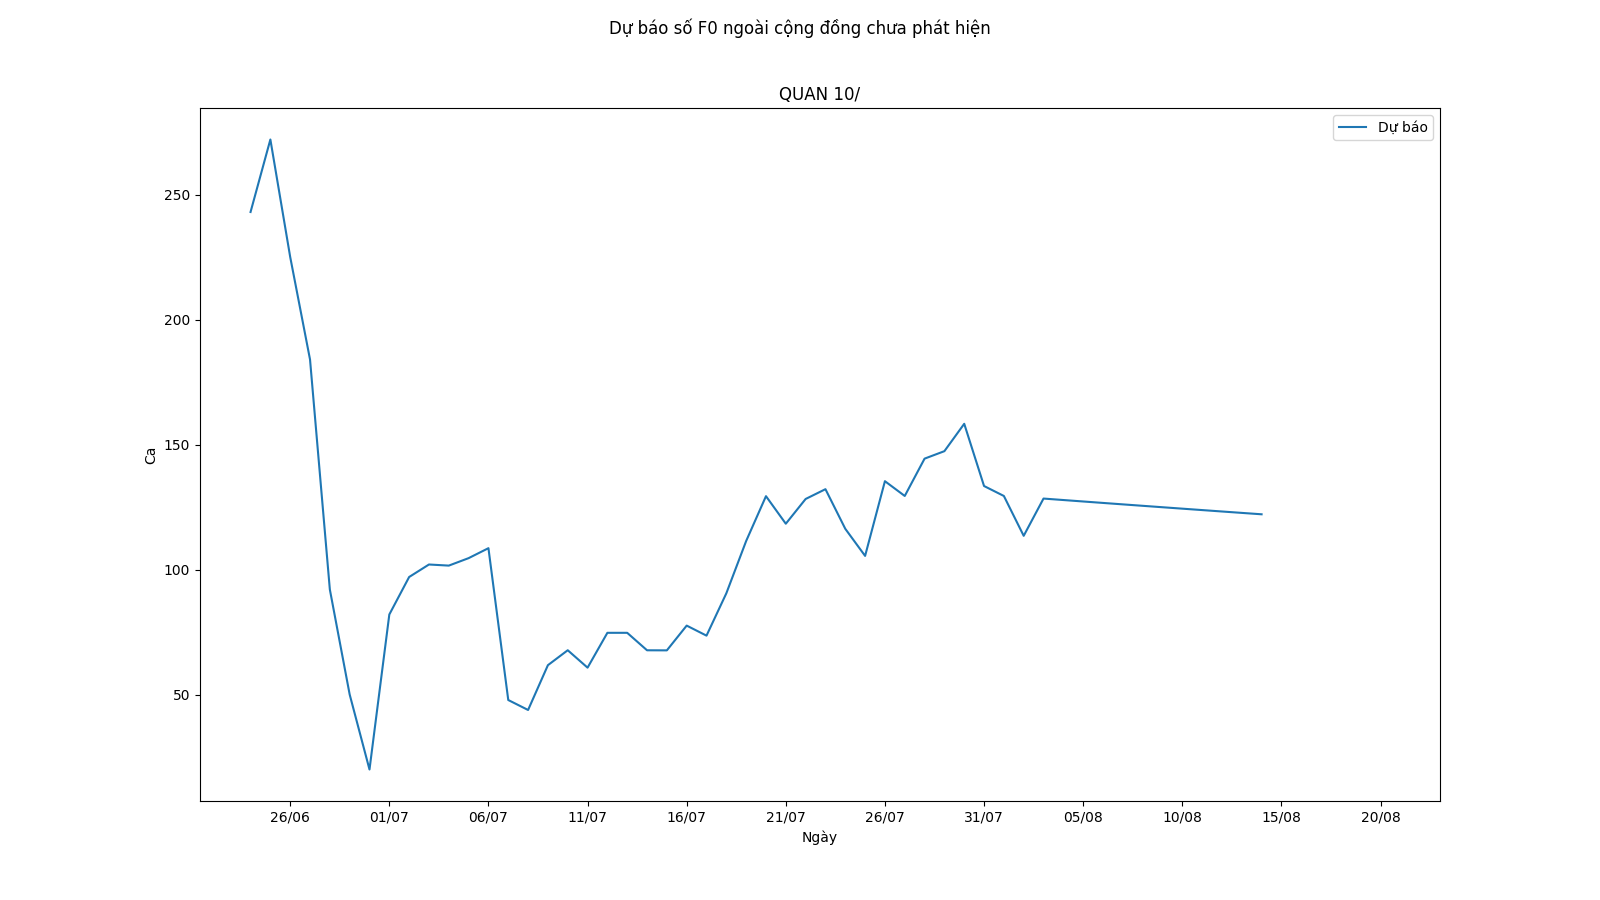 Dự báo số F0 ngoài cộng đồng chưa phát hiện
QUAN 10/
Dự báo
250
200
150
100
50
Ca
26/06 01/07 06/07 11/07 16/07 21/07 26/07 31/07 05/08 10/08 15/08 20/08
Ngày